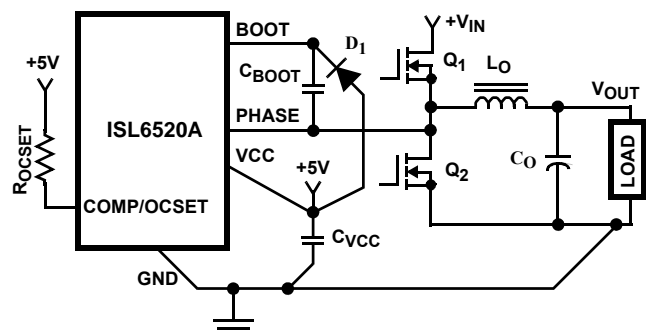 +VIN
BOOT
D1
+5V
Q1
CBOOT
LO
VOUT
ISL6520A
PHASE
VCC
+5V
Q2
CO
LOAD
ROCSET
COMP/OCSET
CVCC
GND